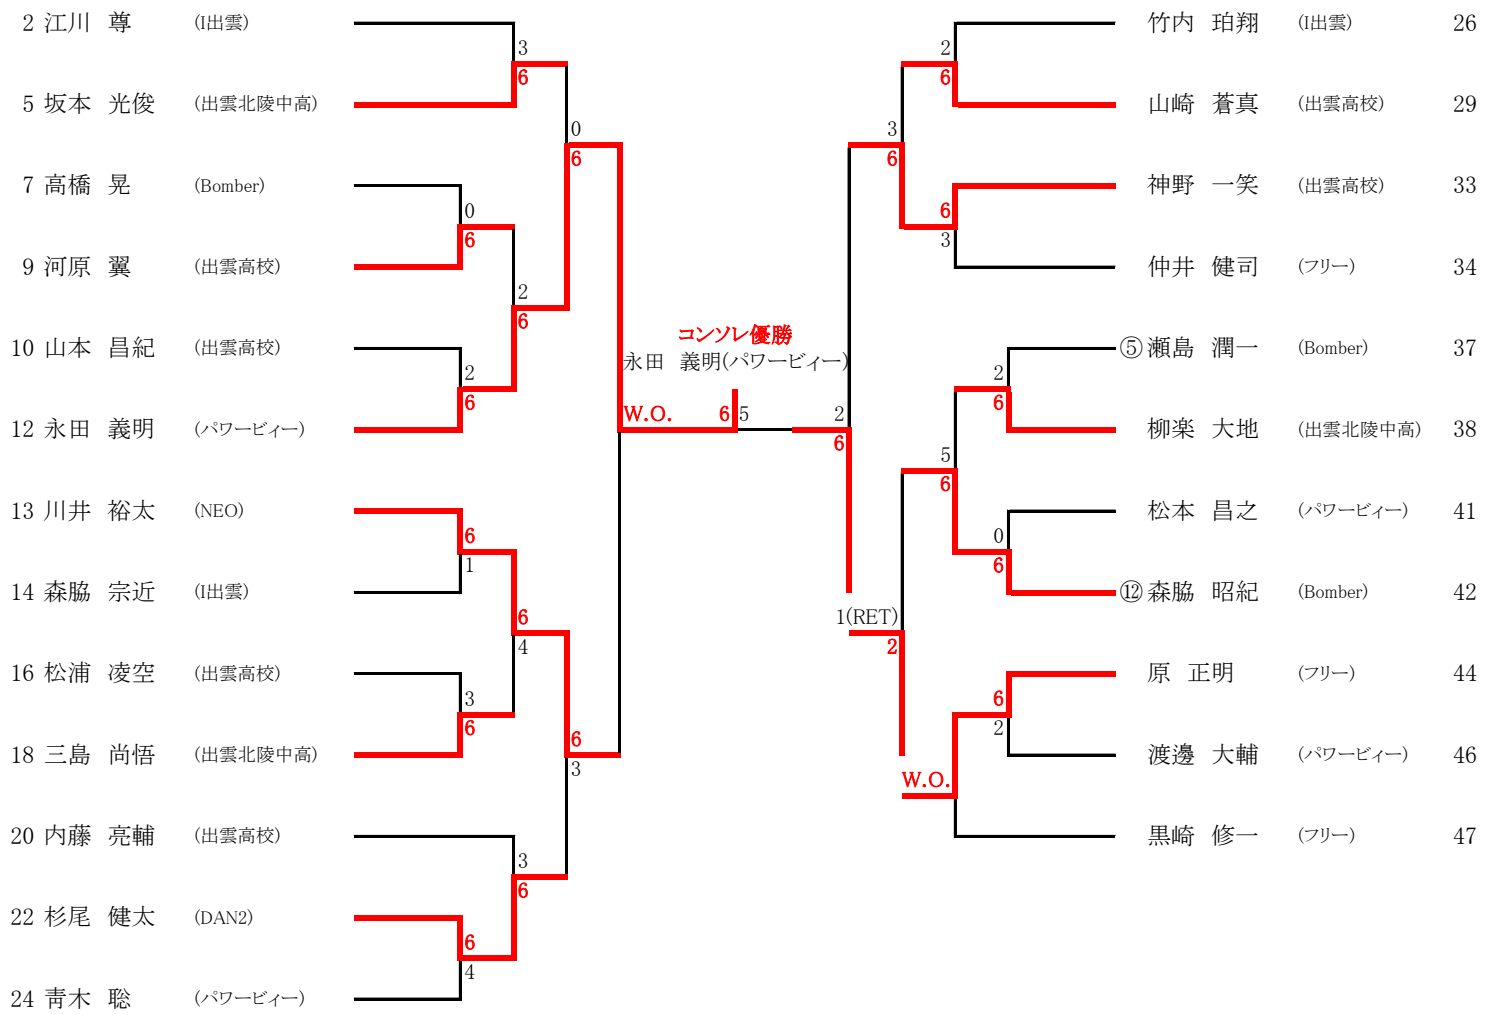 2 江川 尊 (I出雲)
3
6
5 坂本 光俊 (出雲北陵中高)
0
6
7 高橋 晃 (Bomber)
0
6
9 河原 翼 (出雲高校)
2
6
10 山本 昌紀 (出雲高校)
2
6
12 永田 義明 (パワービィー)
13 川井 裕太 (NEO)
6
1
14 森脇 宗近 (I出雲)
6
4
16 松浦 凌空 (出雲高校)
3
6
18 三島 尚悟 (出雲北陵中高)
6
3
20 内藤 亮輔 (出雲高校)
3
6
22 杉尾 健太 (DAN2)
6
4
24 青木 聡 (パワービィー)
コンソレ優勝
永田 義明(パワービィー)
W.O. 6 5 2
6
竹内 珀翔 (I出雲) 26
2
6
山崎 蒼真 (出雲高校) 29
3
6
神野 一笑 (出雲高校) 33
6
3
仲井 健司 (フリー) 34
⑤瀬島 潤一 (Bomber) 37
2
6
柳楽 大地 (出雲北陵中高) 38
5
6
松本 昌之 (パワービィー) 41
0
6
⑫森脇 昭紀 (Bomber) 42
1(RET)
2
原 正明 (フリー) 44
6
2
渡邊 大輔 (パワービィー) 46
W.O.
黒崎 修一 (フリー) 47